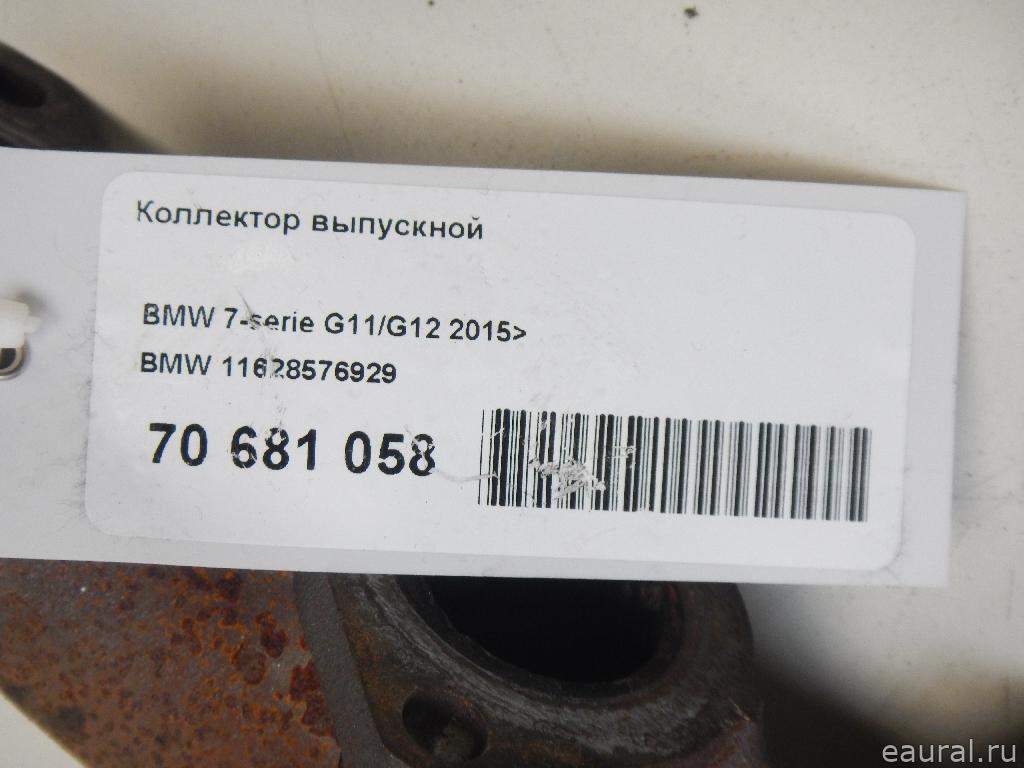 Коллектор выпускной
BMW 7-serie G11/G12 2015>
BMW 11628576929
70 681 058
eaural.ru